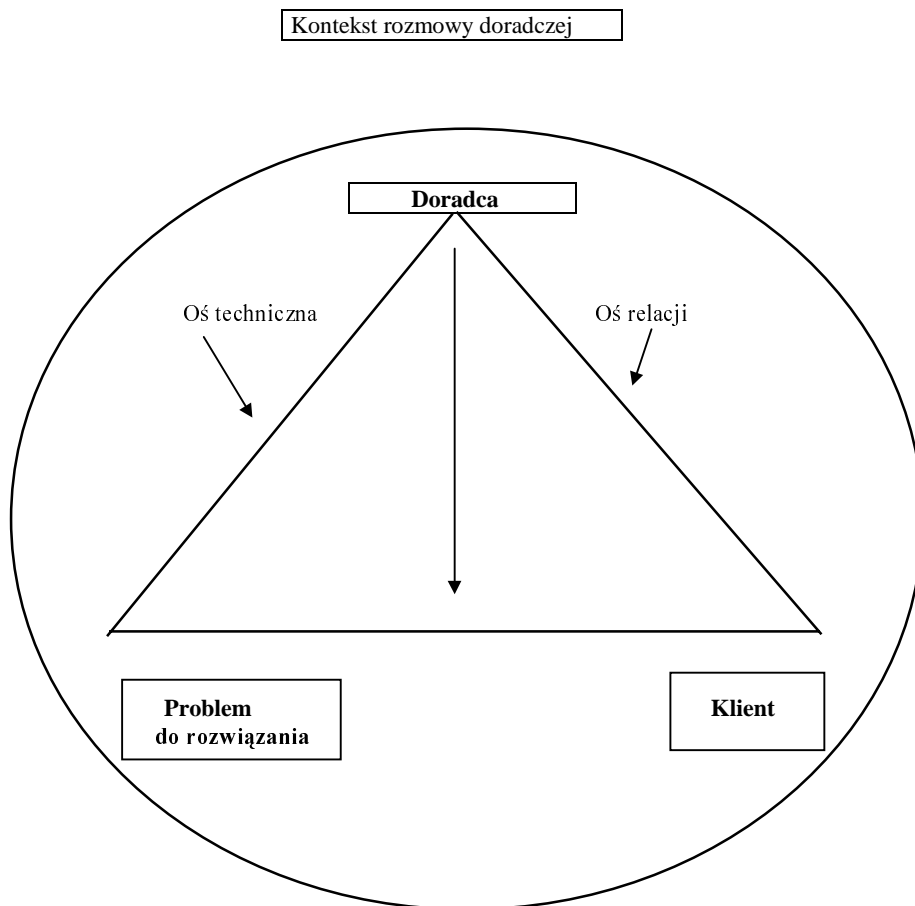 Kontekst rozmowy doradczej
Doradca
Oś techniczna
Oś relacji
Problem
do rozwiązania
Klient